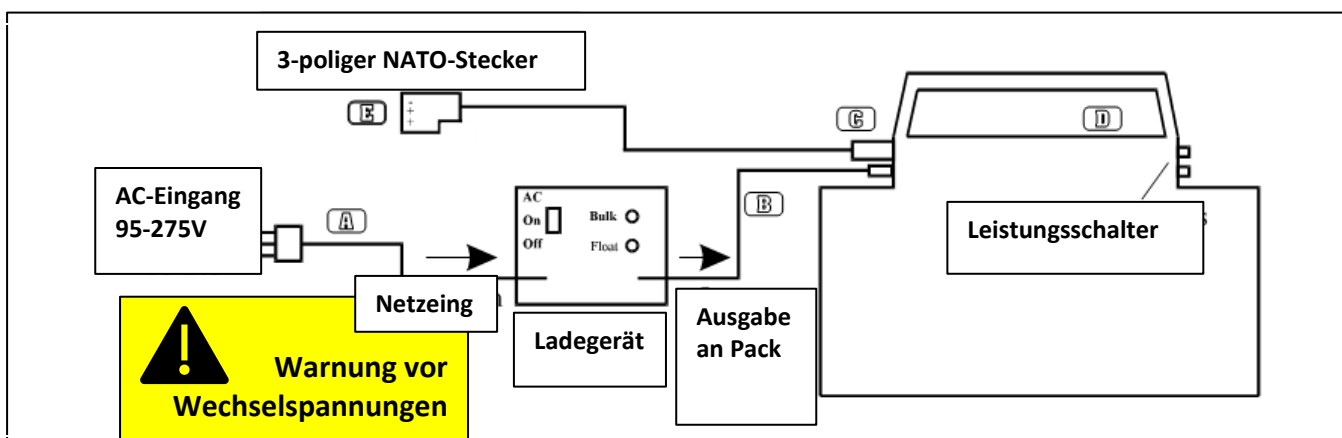 3-poliger NATO-Stecker
E
-
+
+
C
D
AC-Eingang
95-275V
A
AC
On
Off
Bulk
Float
B
Leistungsschalter
s
Netzeing
Ladegerät
Ausgabe
an Pack
Warnung vor
Wechselspannungen